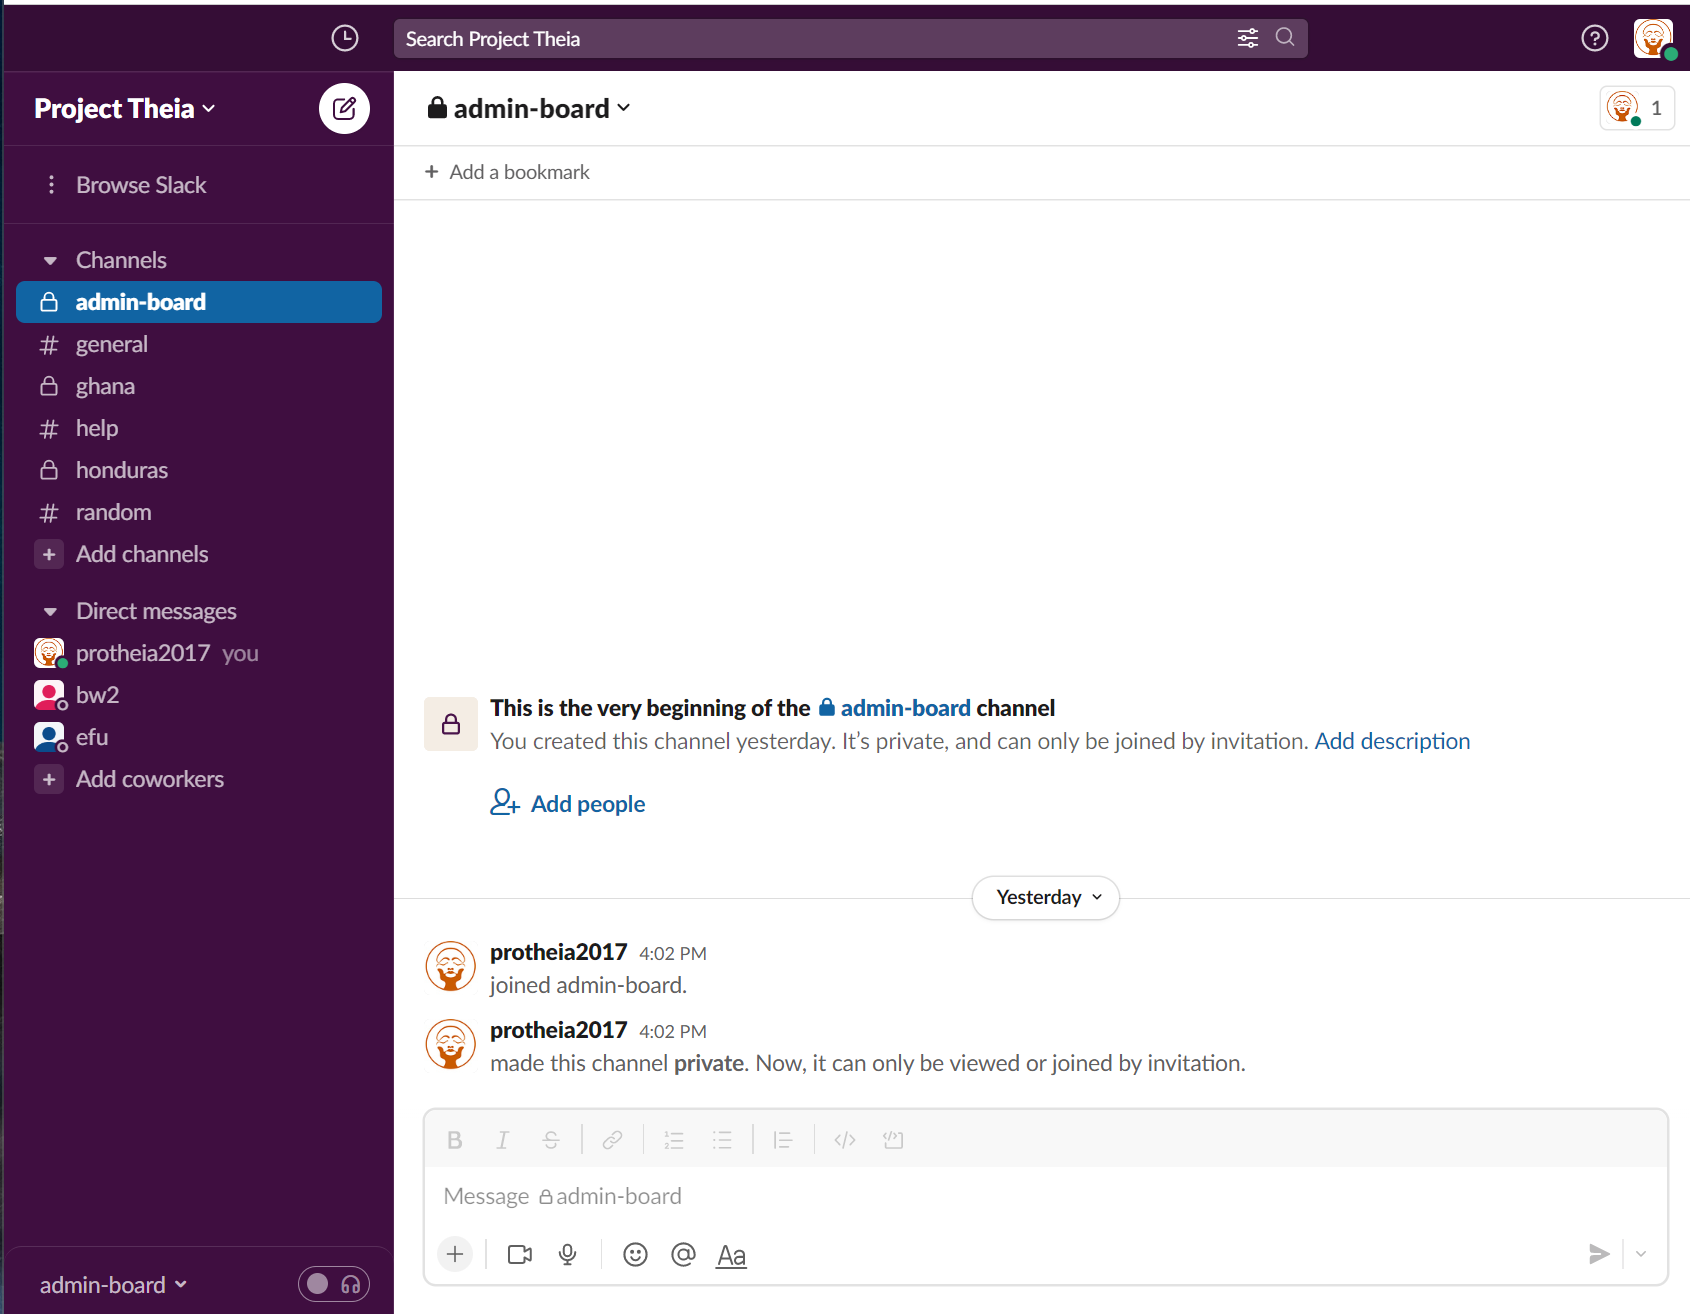 Search Project Theia
Project Theia
admin-board
1
Add a bookmark
Browse Slack
Channels
admin-board
general
ghana
help
honduras
random
Add channels
Direct messages
protheia2017 you
bw2
efu
Add coworkers
admin-board
This is the very beginning of the admin-board channel
You created this channel yesterday. It’s private, and can only be joined by invitation. Add description
Add people
Yesterday
protheia2017 4:02 PM
joined admin-board.
protheia2017 4:02 PM
made this channel private. Now, it can only be viewed or joined by invitation.
Message admin-board
Aa